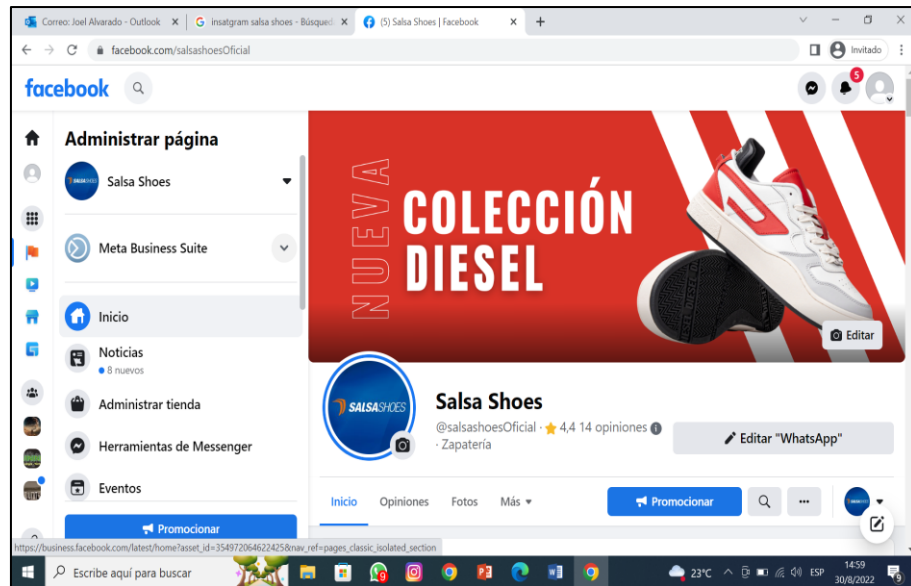 Correo: Joel Alvarado - Outlook
insatgram salsa shoes - Búsqued
(5) Salsa Shoes | Facebook
facebook.com/salsashoesOficial
Invitado
facebook
5
Administrar página
Salsa Shoes
Meta Business Suite
Inicio
Noticias
8 nuevos
Administrar tienda
Herramientas de Messenger
Eventos
Promocionar
NUEVA
COLECCIÓN
DIESEL
Editar
SALSASHOES
Salsa Shoes
@salsashoesOficial · 4,4 14 opiniones
· Zapatería
Editar "WhatsApp"
Inicio Opiniones Fotos Más
Promocionar
https://business.facebook.com/latest/home?asset_id=354972064622425&nav_ref=pages_classic_isolated_section
Escribe aquí para buscar
23°C
ESP
14:59
30/8/2022